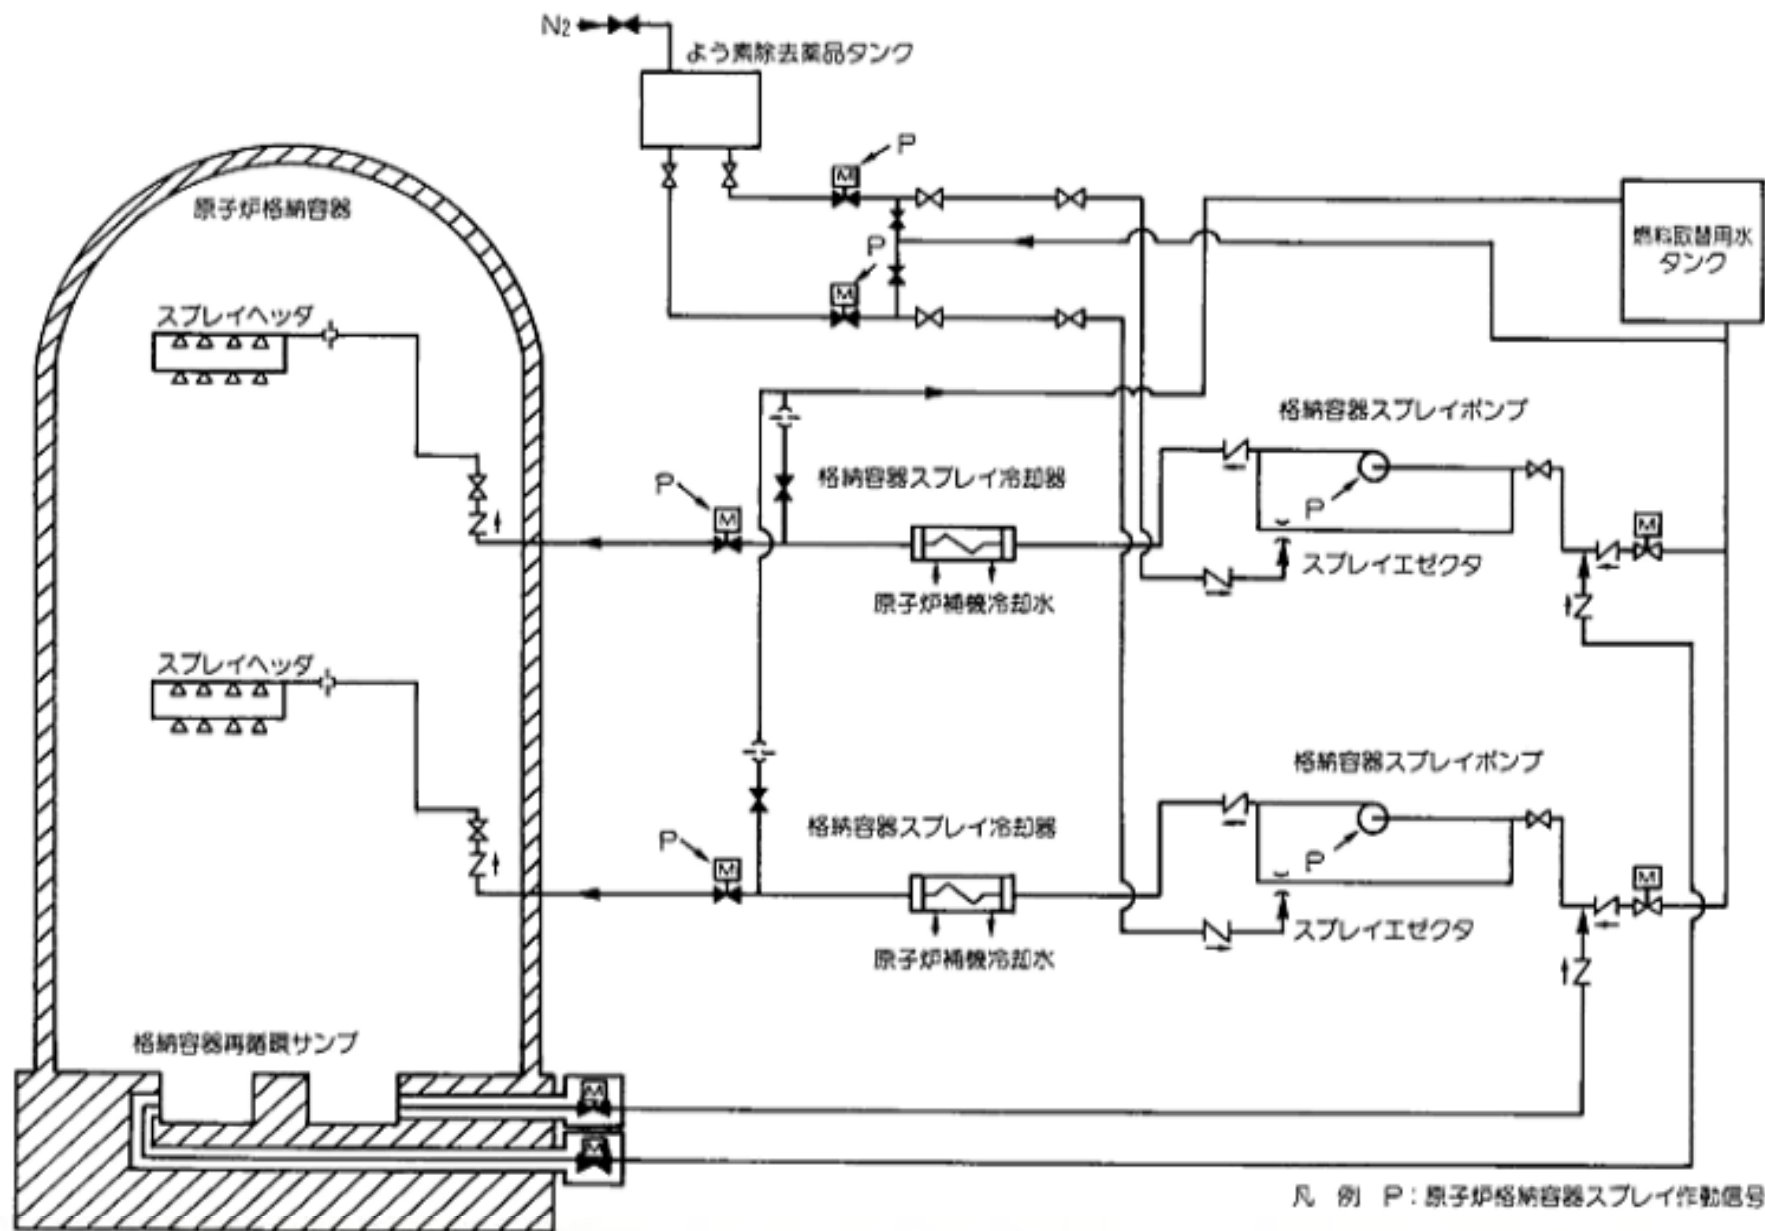 N₂
よう素除去薬品タンク
M
P
原子炉格納容器
P
燃料取替用水
タンク
M
スプレイヘッダ
格納容器スプレイポンプ
P
格納容器スプレイ冷却器
M
P
M
スプレイエゼクタ
原子炉補機冷却水
スプレイヘッダ
格納容器スプレイポンプ
P
格納容器スプレイ冷却器
M
P
M
スプレイエゼクタ
原子炉補機冷却水
格納容器再循環サンプ
M
M
凡 例 P：原子炉格納容器スプレイ作動信号